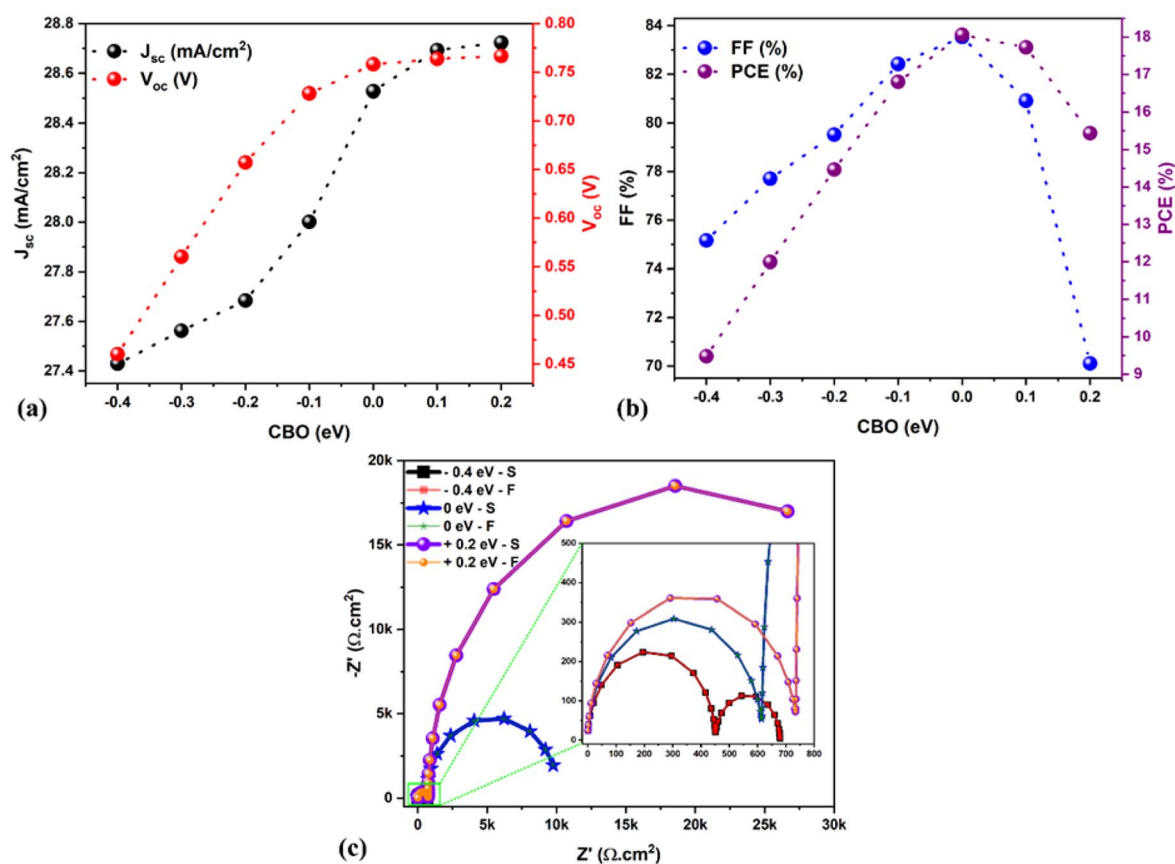 28.8
28.6
28.4
28.2
28.0
27.8
27.6
27.4
J_sc (mA/cm²)
J_sc (mA/cm²)
V_oc (V)
0.80
0.75
0.70
0.65
0.60
0.55
0.50
0.45
V_oc (V)
-0.4 -0.3 -0.2 -0.1 0.0 0.1 0.2
CBO (eV)
(a)
84
82
80
78
76
74
72
70
FF (%)
FF (%)
PCE (%)
18
17
16
15
14
13
12
11
10
9
PCE (%)
-0.4 -0.3 -0.2 -0.1 0.0 0.1 0.2
CBO (eV)
(b)
20k
15k
10k
5k
0
-Z' (Ω.cm²)
- 0.4 eV - S
- 0.4 eV - F
0 eV - S
0 eV - F
+ 0.2 eV - S
+ 0.2 eV - F
500
400
300
200
100
0
0 100 200 300 400 500 600 700 800
0 5k 10k 15k 20k 25k 30k
Z' (Ω.cm²)
(c)